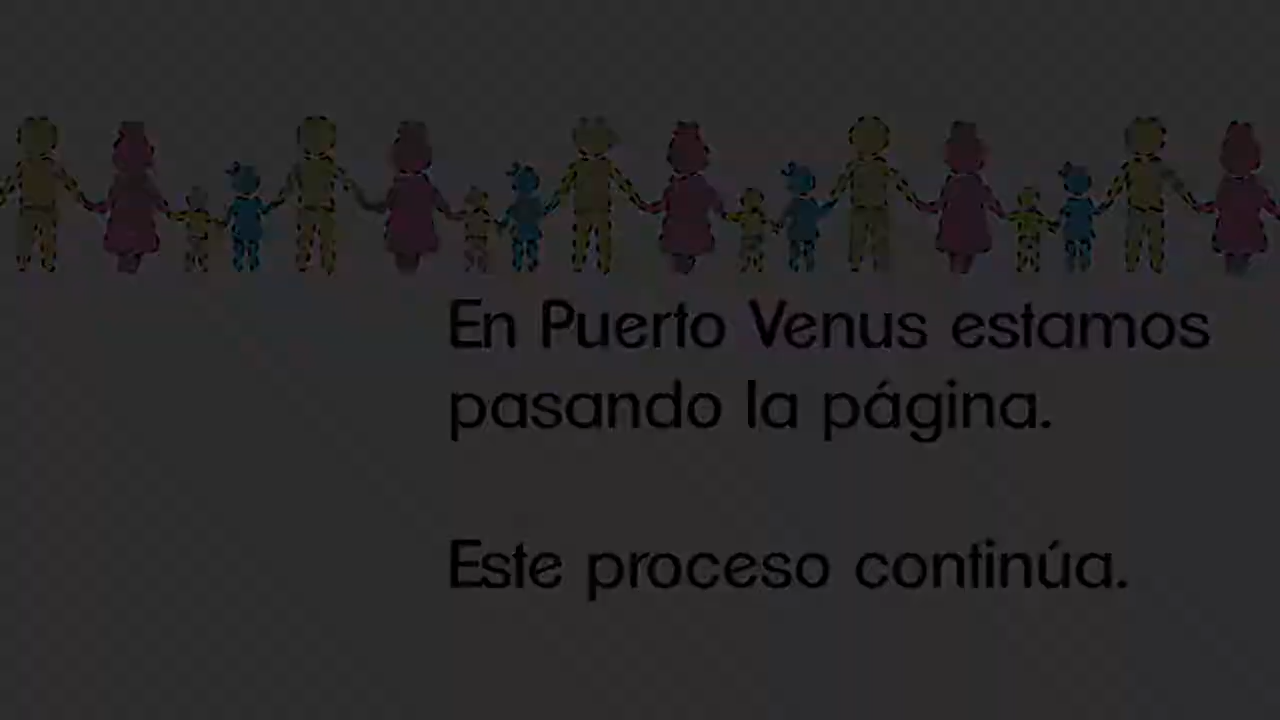 En Puerto Venus estamos
pasando la página.
Este proceso continúa.